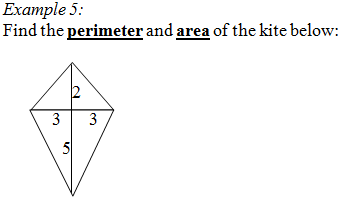 Example 5:
Find the perimeter and area of the kite below:
2
3 3
5